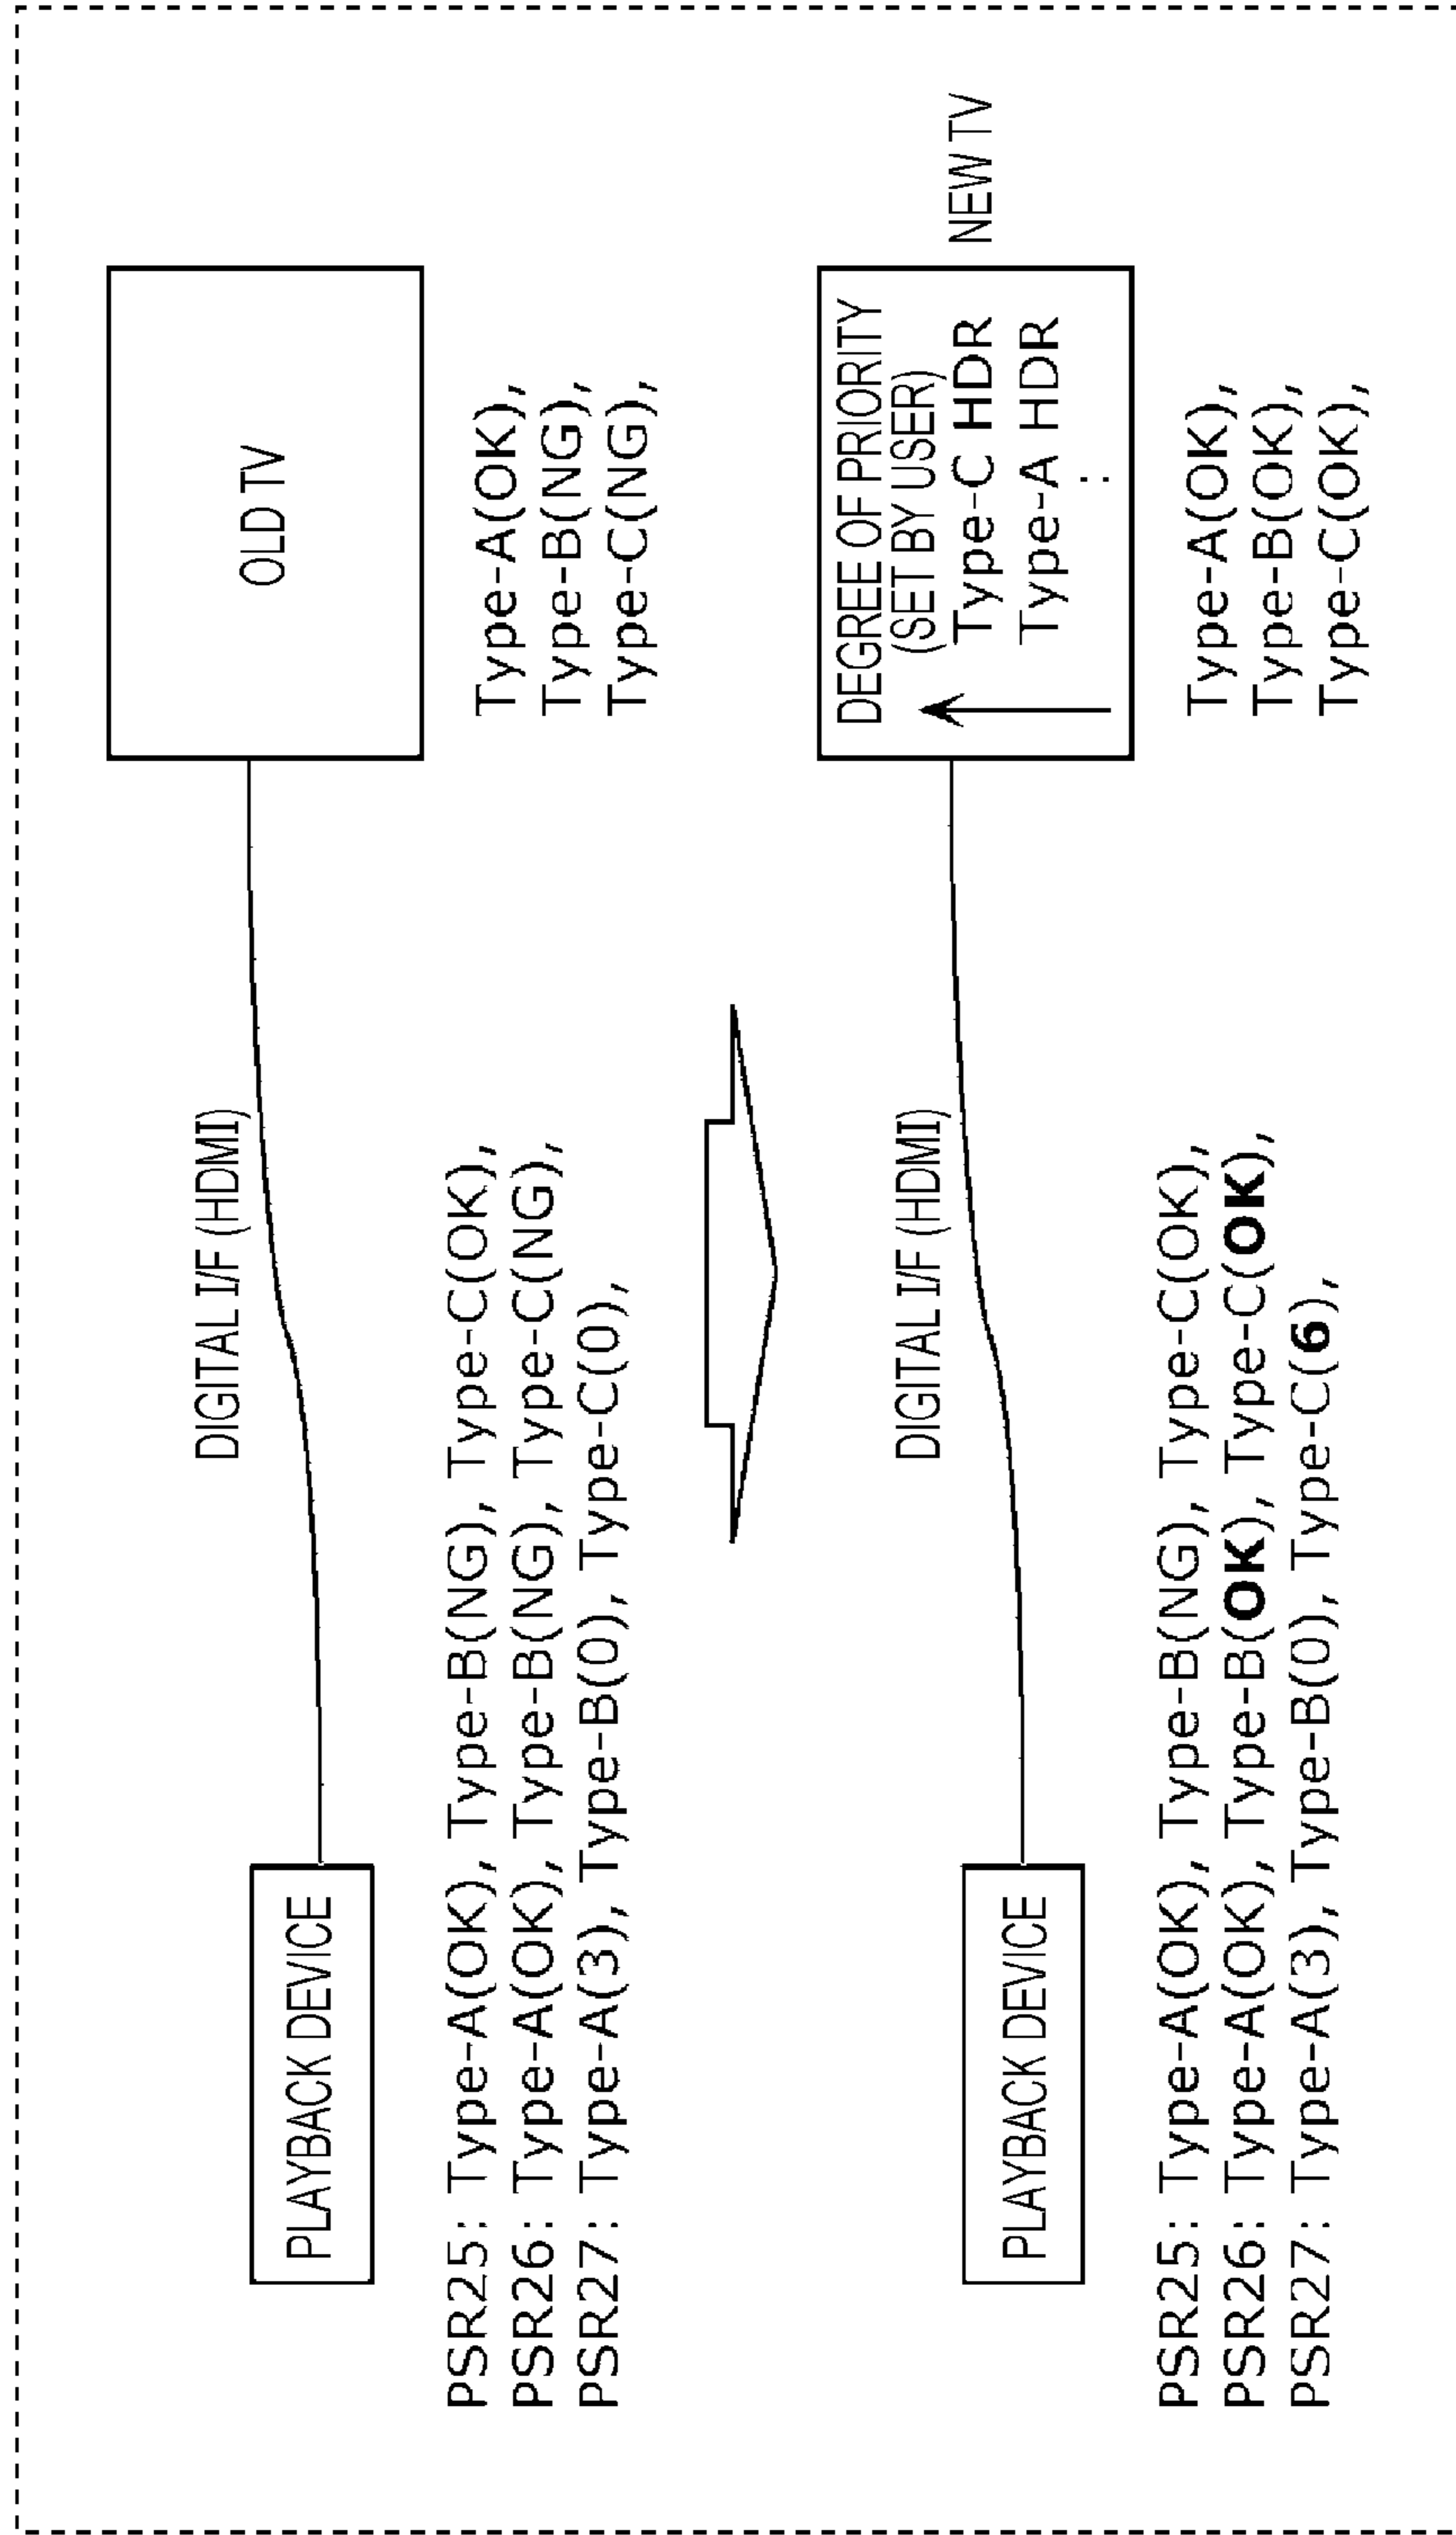 DIGITAL I/F (HDMI)
PLAYBACK DEVICE
OLD TV
PSR25: Type-A(OK), Type-B(NG), Type-C(OK),
PSR26: Type-A(OK), Type-B(NG), Type-C(NG),
PSR27: Type-A(3), Type-B(0), Type-C(0),
Type-A(OK),
Type-B(NG),
Type-C(NG),
DIGITAL I/F (HDMI)
PLAYBACK DEVICE
DEGREE OF PRIORITY
(SET BY USER)
Type-C HDR
Type-A HDR
:
NEW TV
PSR25: Type-A(OK), Type-B(NG), Type-C(OK),
PSR26: Type-A(OK), Type-B(OK), Type-C(OK),
PSR27: Type-A(3), Type-B(0), Type-C(6),
Type-A(OK),
Type-B(OK),
Type-C(OK),